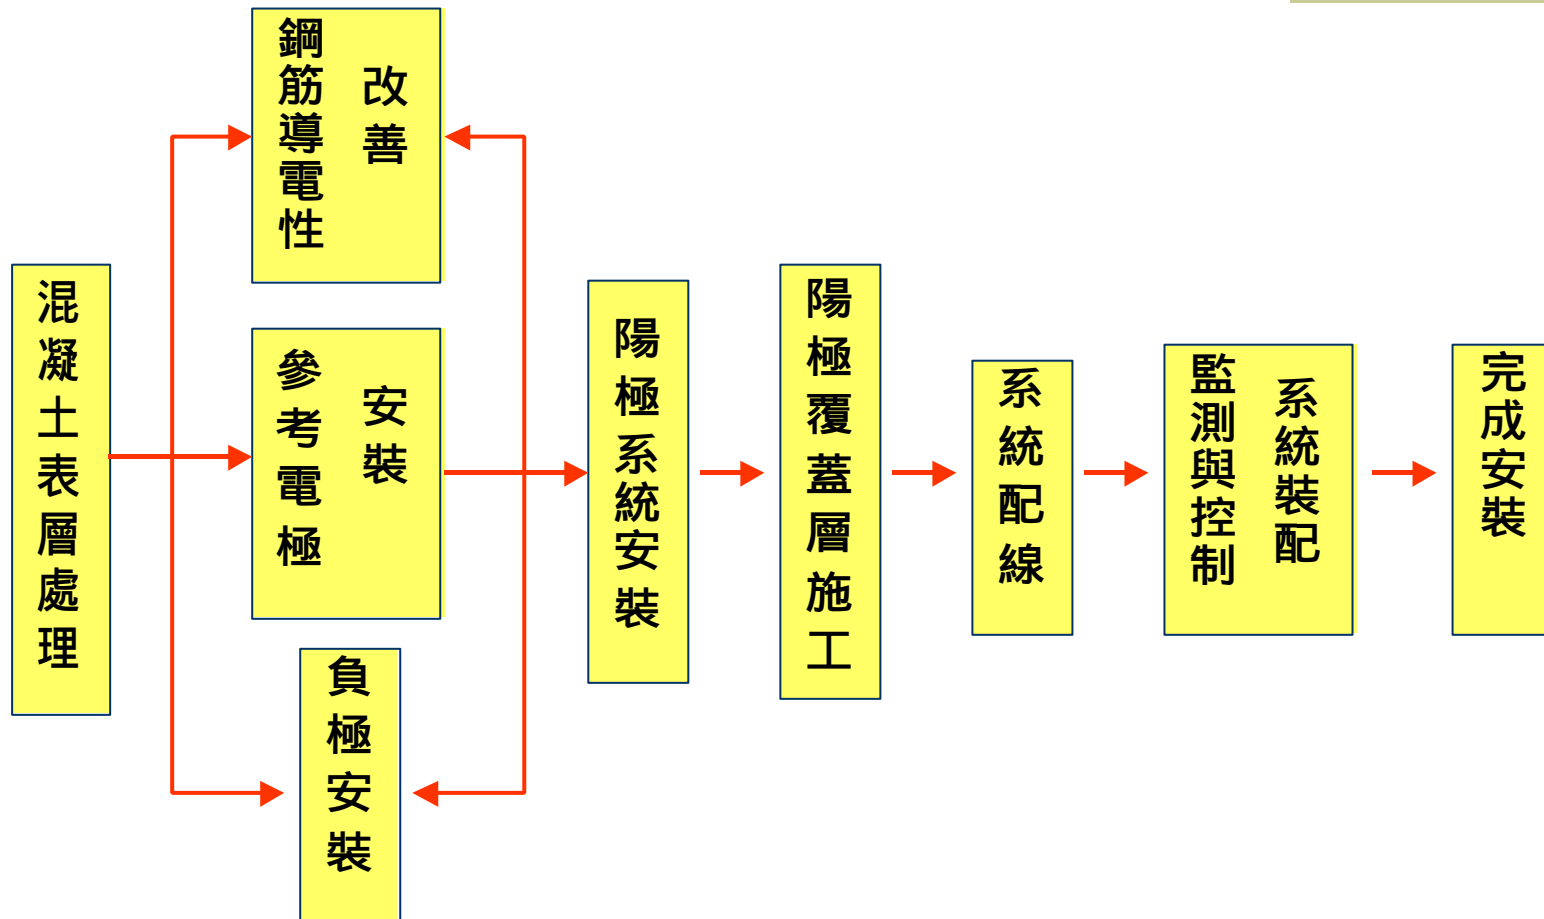 混凝土表層處理
鋼筋導電性
改善
參考電極
安裝
負極安裝
陽極系統安裝
陽極覆蓋層施工
系統配線
監測與控制
系統裝配
完成安裝